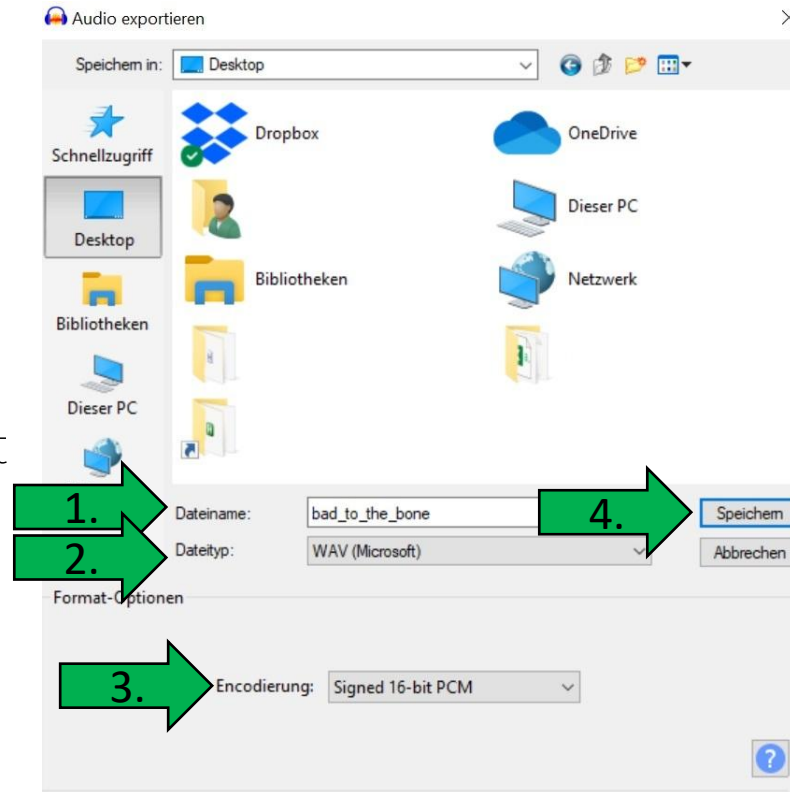 Audio exportieren
Speichern in: Desktop
Dropbox OneDrive
Schnellzugriff
Dieser PC
Desktop
Bibliotheken Netzwerk
Bibliotheken
Dieser PC
1. Dateiname: bad_to_the_bone 4. Speichern
2. Dateityp: WAV (Microsoft) Abbrechen
Format-Optionen
3. Encodierung: Signed 16-bit PCM
?